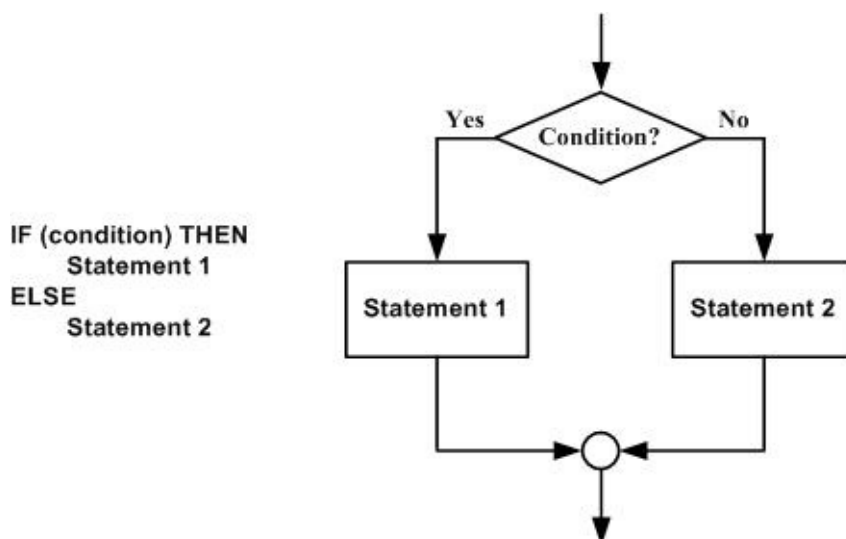 IF (condition) THEN
Statement 1
ELSE
Statement 2
Yes
Condition?
No
Statement 1
Statement 2